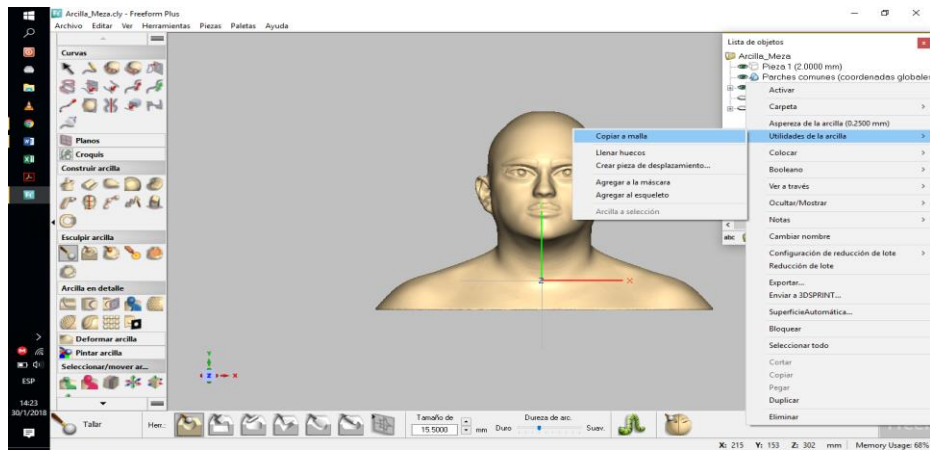 Arcilla_Meza.cly - Freeform Plus
Archivo Editar Ver Herramientas Piezas Paletas Ayuda
Curvas
Planos
Croquis
Construir arcilla
Esculpir arcilla
Arcilla en detalle
Deformar arcilla
Pintar arcilla
Seleccionar/mover ar...
Lista de objetos
Arcilla_Meza
Pieza 1 (2.0000 mm)
Parches comunes (coordenadas globale
Activar
Carpeta
Aspereza de la arcilla (0.2500 mm)
Utilidades de la arcilla
Colocar
Booleano
Ver a través
Ocultar/Mostrar
Notas
Cambiar nombre
Configuración de reducción de lote
Reducción de lote
Exportar...
Enviar a 3DSPRINT...
SuperficieAutomática...
Bloquear
Seleccionar todo
Cortar
Copiar
Pegar
Duplicar
Eliminar
Copiar a malla
Llenar huecos
Crear pieza de desplazamiento...
Agregar a la máscara
Agregar al esqueleto
Arcilla a selección
abc
X
Z
Y
Z X
ESP
14:23
30/1/2018
Talar
Herr.:
Tamaño de
15.5000 mm
Dureza de arc.
Duro Suav.
X: 215 Y: 153 Z: 302 mm Memory Usage: 68%